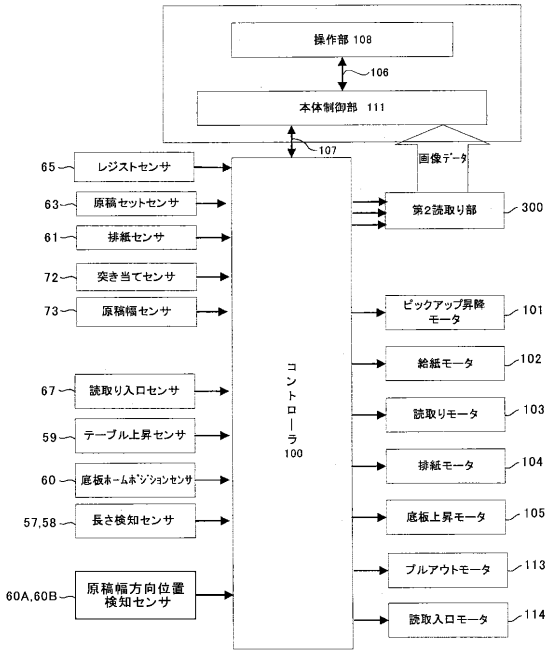 操作部 108
106
本体制御部 111
107
画像データ
65
レジストセンサ
63
原稿セットセンサ
61
排紙センサ
72
突き当てセンサ
73
原稿幅センサ
67
読取り入口センサ
59
テーブル上昇センサ
60
底板ホームポジションセンサ
57,58
長さ検知センサ
60A,60B
原稿幅方向位置
検知センサ
コントローラ
100
第2読取り部
300
ピックアップ昇降
モータ
101
給紙モータ
102
読取りモータ
103
排紙モータ
104
底板上昇モータ
105
プルアウトモータ
113
読取入口モータ
114